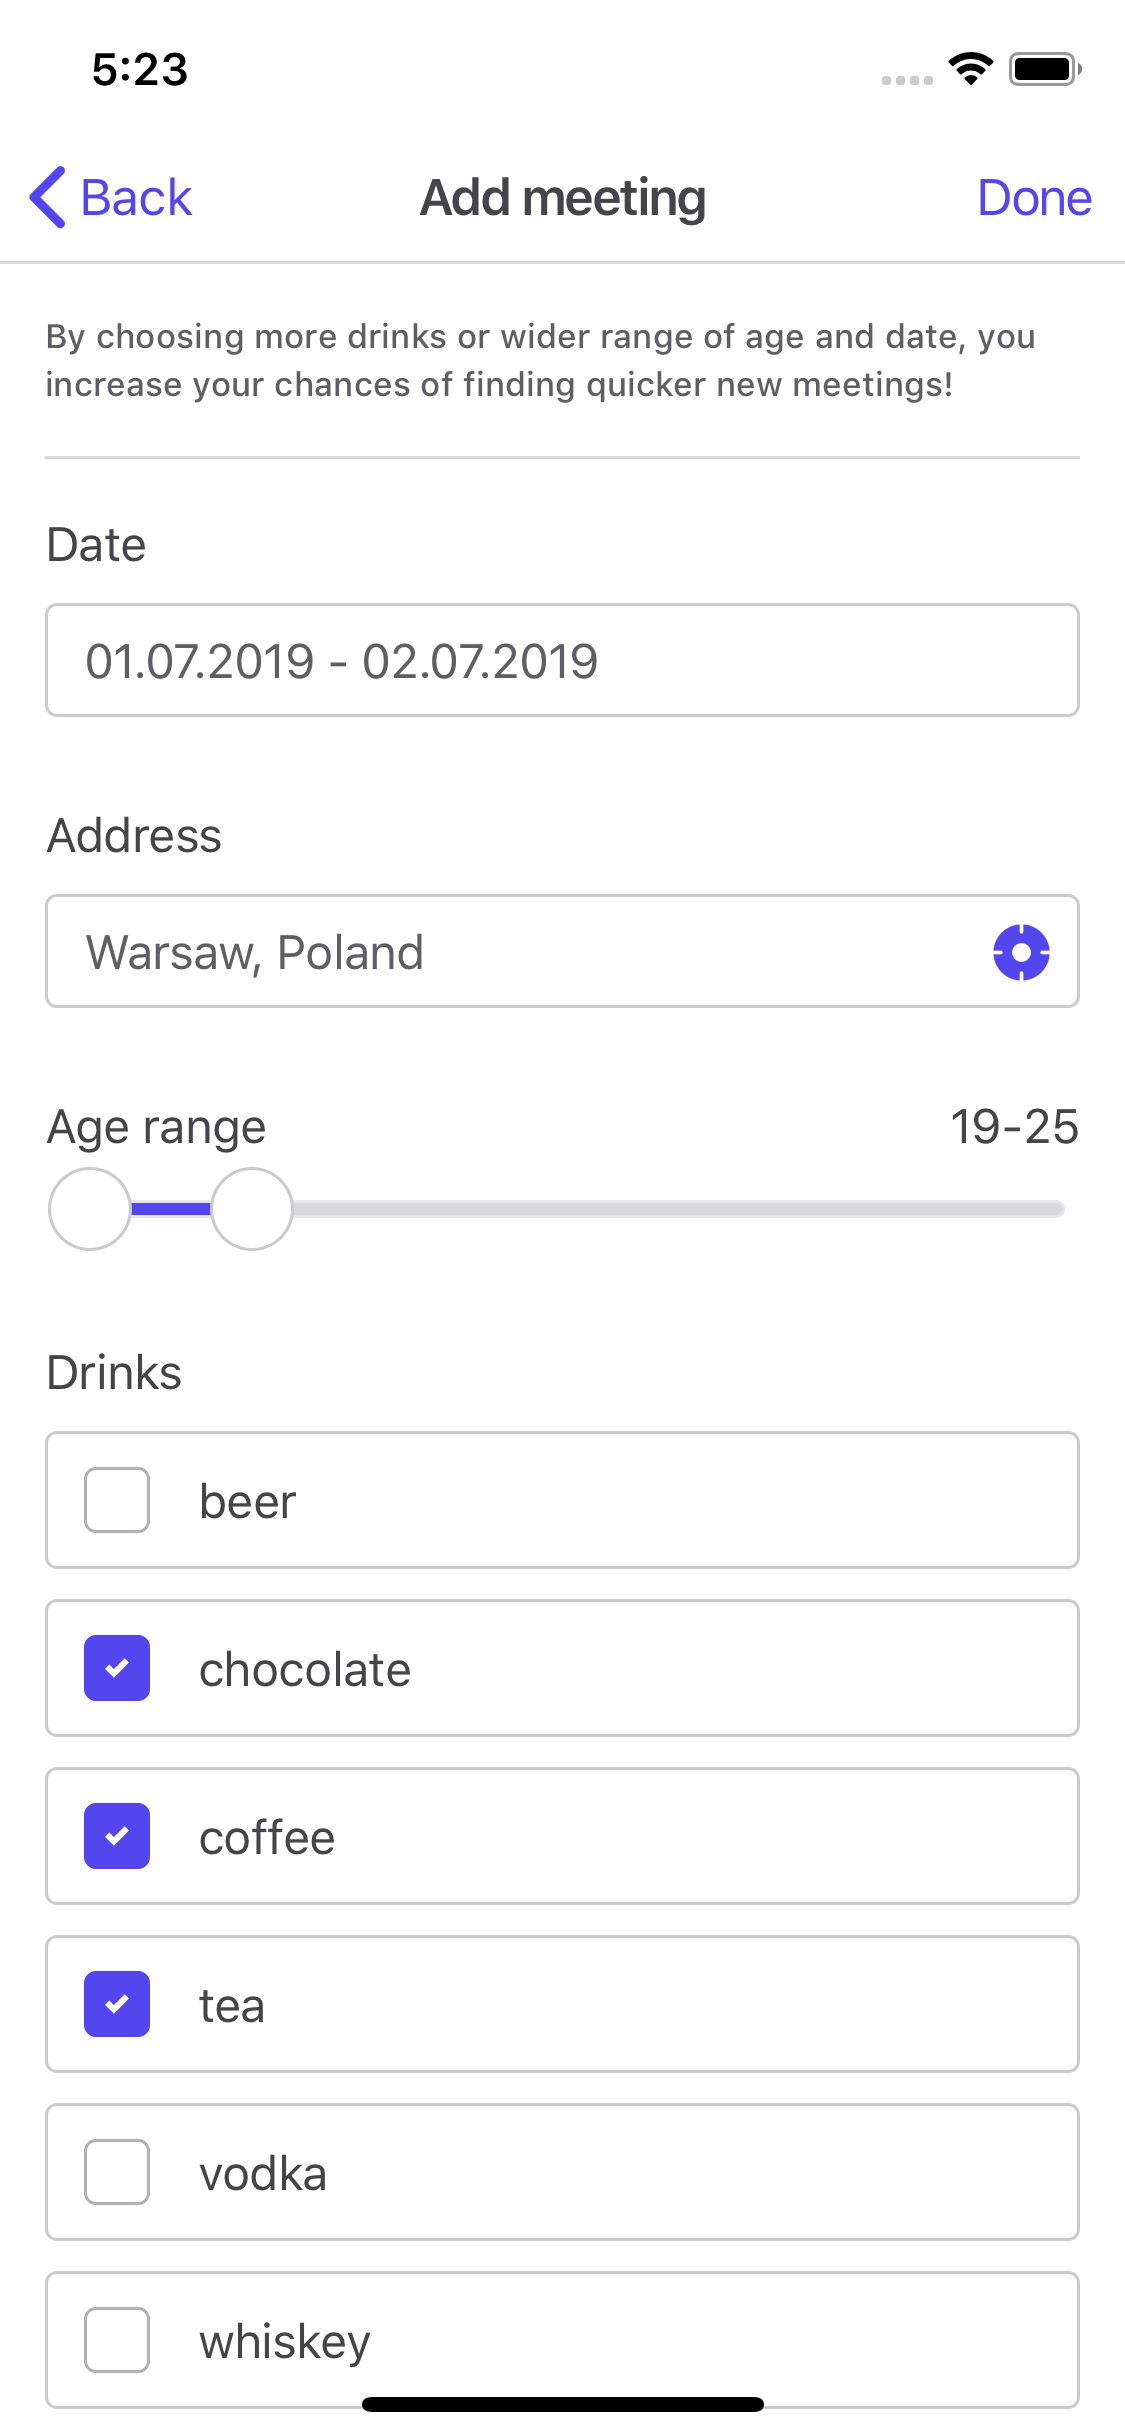 5:23
Back
Add meeting
Done
By choosing more drinks or wider range of age and date, you
increase your chances of finding quicker new meetings!
Date
01.07.2019 - 02.07.2019
Address
Warsaw, Poland
Age range
19-25
Drinks
beer
chocolate
coffee
tea
vodka
whiskey